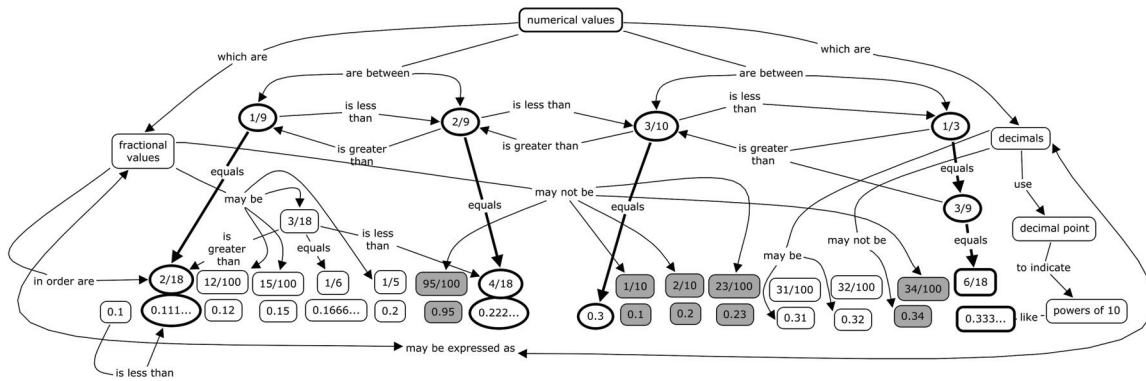 numerical values
which are
which are
are between
are between
is less
than
is less than
is less
than
1/9
2/9
3/10
1/3
fractional
values
is greater
than
is greater
than
is greater
than
decimals
equals
may be
may not be
equals
equals
equals
use
3/9
3/18
is
greater
than
equals
is less
than
equals
may not
be
may
be
decimal point
to indicate
in order are
2/18
12/100
15/100
1/6
1/5
95/100
4/18
1/10
2/10
23/100
31/100
32/100
34/100
6/18
0.1
0.111...
0.12
0.15
0.1666...
0.2
0.95
0.222...
0.3
0.1
0.2
0.23
0.31
0.32
0.34
0.333...
like
powers of 10
may be expressed as
is less than